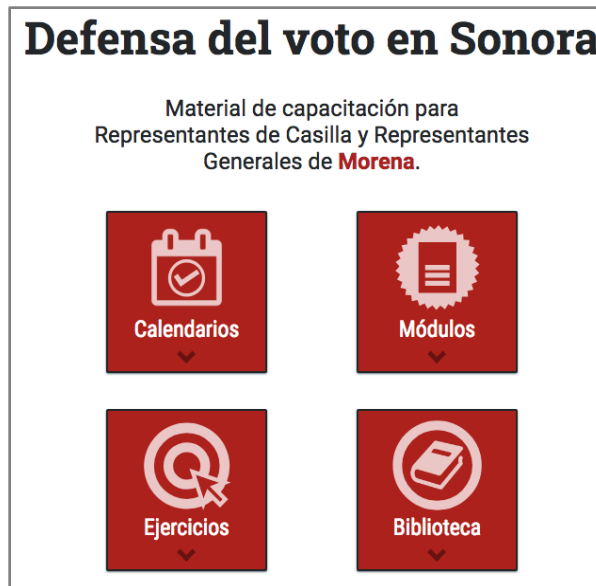 Defensa del voto en Sonora
Material de capacitación para
Representantes de Casilla y Representantes
Generales de Morena.
Calendarios
Módulos
Ejercicios
Biblioteca